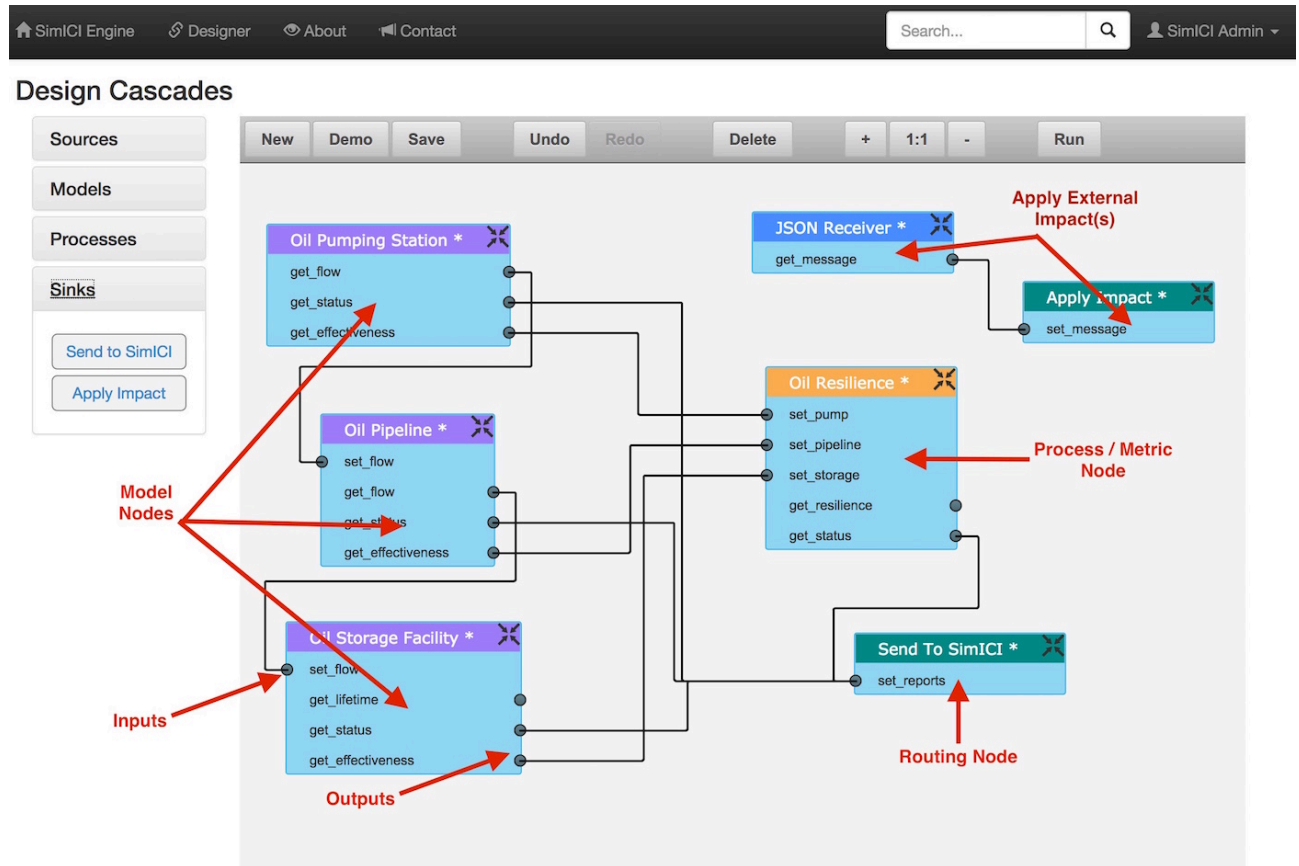 SimICI Engine
Designer
About
Contact
Search...
SimICI Admin
Design Cascades
Sources
Models
Processes
Sinks
Send to SimICI
Apply Impact
New
Demo
Save
Undo
Redo
Delete
+
1:1
-
Run
Oil Pumping Station *
get_flow
get_status
get_effectiveness
JSON Receiver *
get_message
Apply External
Impact(s)
Apply Impact *
set_message
Oil Pipeline *
set_flow
get_flow
get_status
get_effectiveness
Oil Resilience *
set_pump
set_pipeline
set_storage
get_resilience
get_status
Process / Metric
Node
Model
Nodes
Oil Storage Facility *
set_flow
get_lifetime
get_status
get_effectiveness
Send To SimICI *
set_reports
Inputs
Outputs
Routing Node